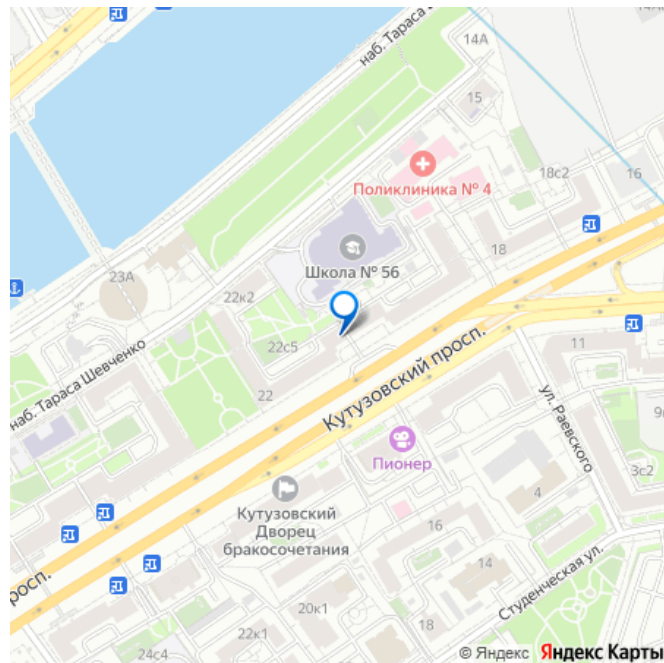 14А
наб. Тараса
15
Поликлиника № 4
18с2
16
18
Школа № 56
23А
22к2
22с5
наб. Тараса Шевченко
22
Кутузовский просп.
11
ул. Раевского
Пионер
3с2
4
Кутузовский
Дворец
бракосочетания
16
14
росп.
Студенческая ул.
20к1
18
22к1
24с4
© Яндекс Яндекс Карты